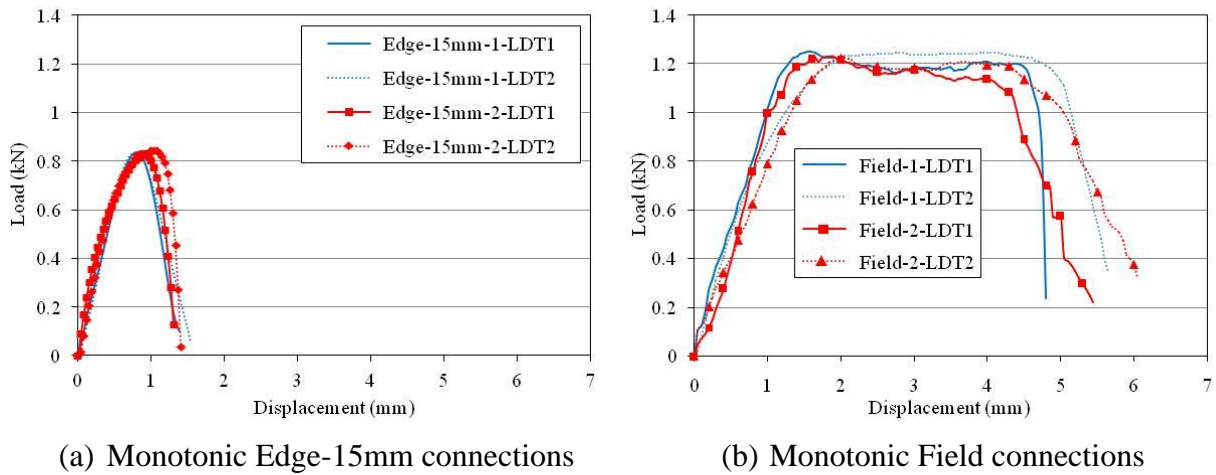 1.4
1.2
1
0.8
0.6
0.4
0.2
0
Load (kN)
0 1 2 3 4 5 6 7
Displacement (mm)
Edge-15mm-1-LDT1
Edge-15mm-1-LDT2
Edge-15mm-2-LDT1
Edge-15mm-2-LDT2
(a) Monotonic Edge-15mm connections
1.4
1.2
1
0.8
0.6
0.4
0.2
0
Load (kN)
0 1 2 3 4 5 6 7
Displacement (mm)
Field-1-LDT1
Field-1-LDT2
Field-2-LDT1
Field-2-LDT2
(b) Monotonic Field connections